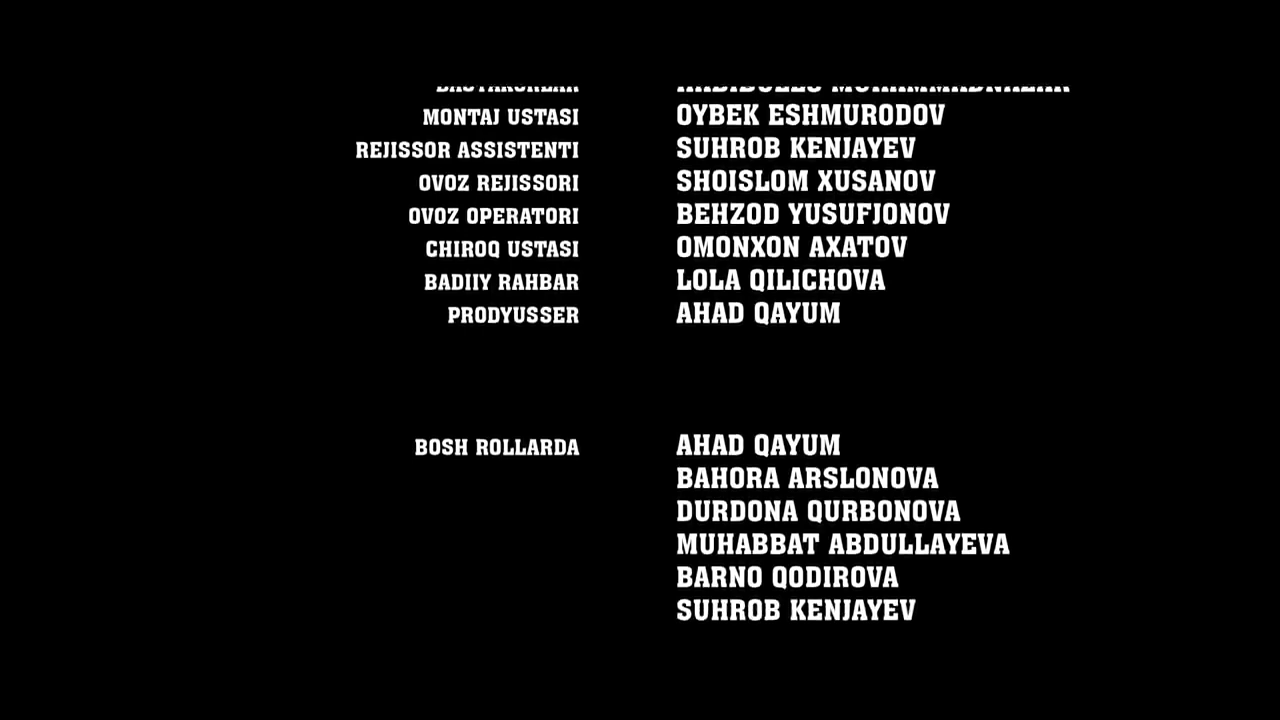 MONTAJ USTASI OYBEK ESHMURODOV
REJISSOR ASSISTENTI SUHROB KENJAYEV
OVOZ REJISSORI SHOISLOM XUSANOV
OVOZ OPERATORI BEHZOD YUSUFJONOV
CHIROQ USTASI OMONXON AXATOV
BADIIY RAHBAR LOLA QILICHOVA
PRODYUSSER AHAD QAYUM
BOSH ROLLARDA AHAD QAYUM
BAHORA ARSLONOVA
DURDONA QURBONOVA
MUHABBAT ABDULLAYEVA
BARNO QODIROVA
SUHROB KENJAYEV